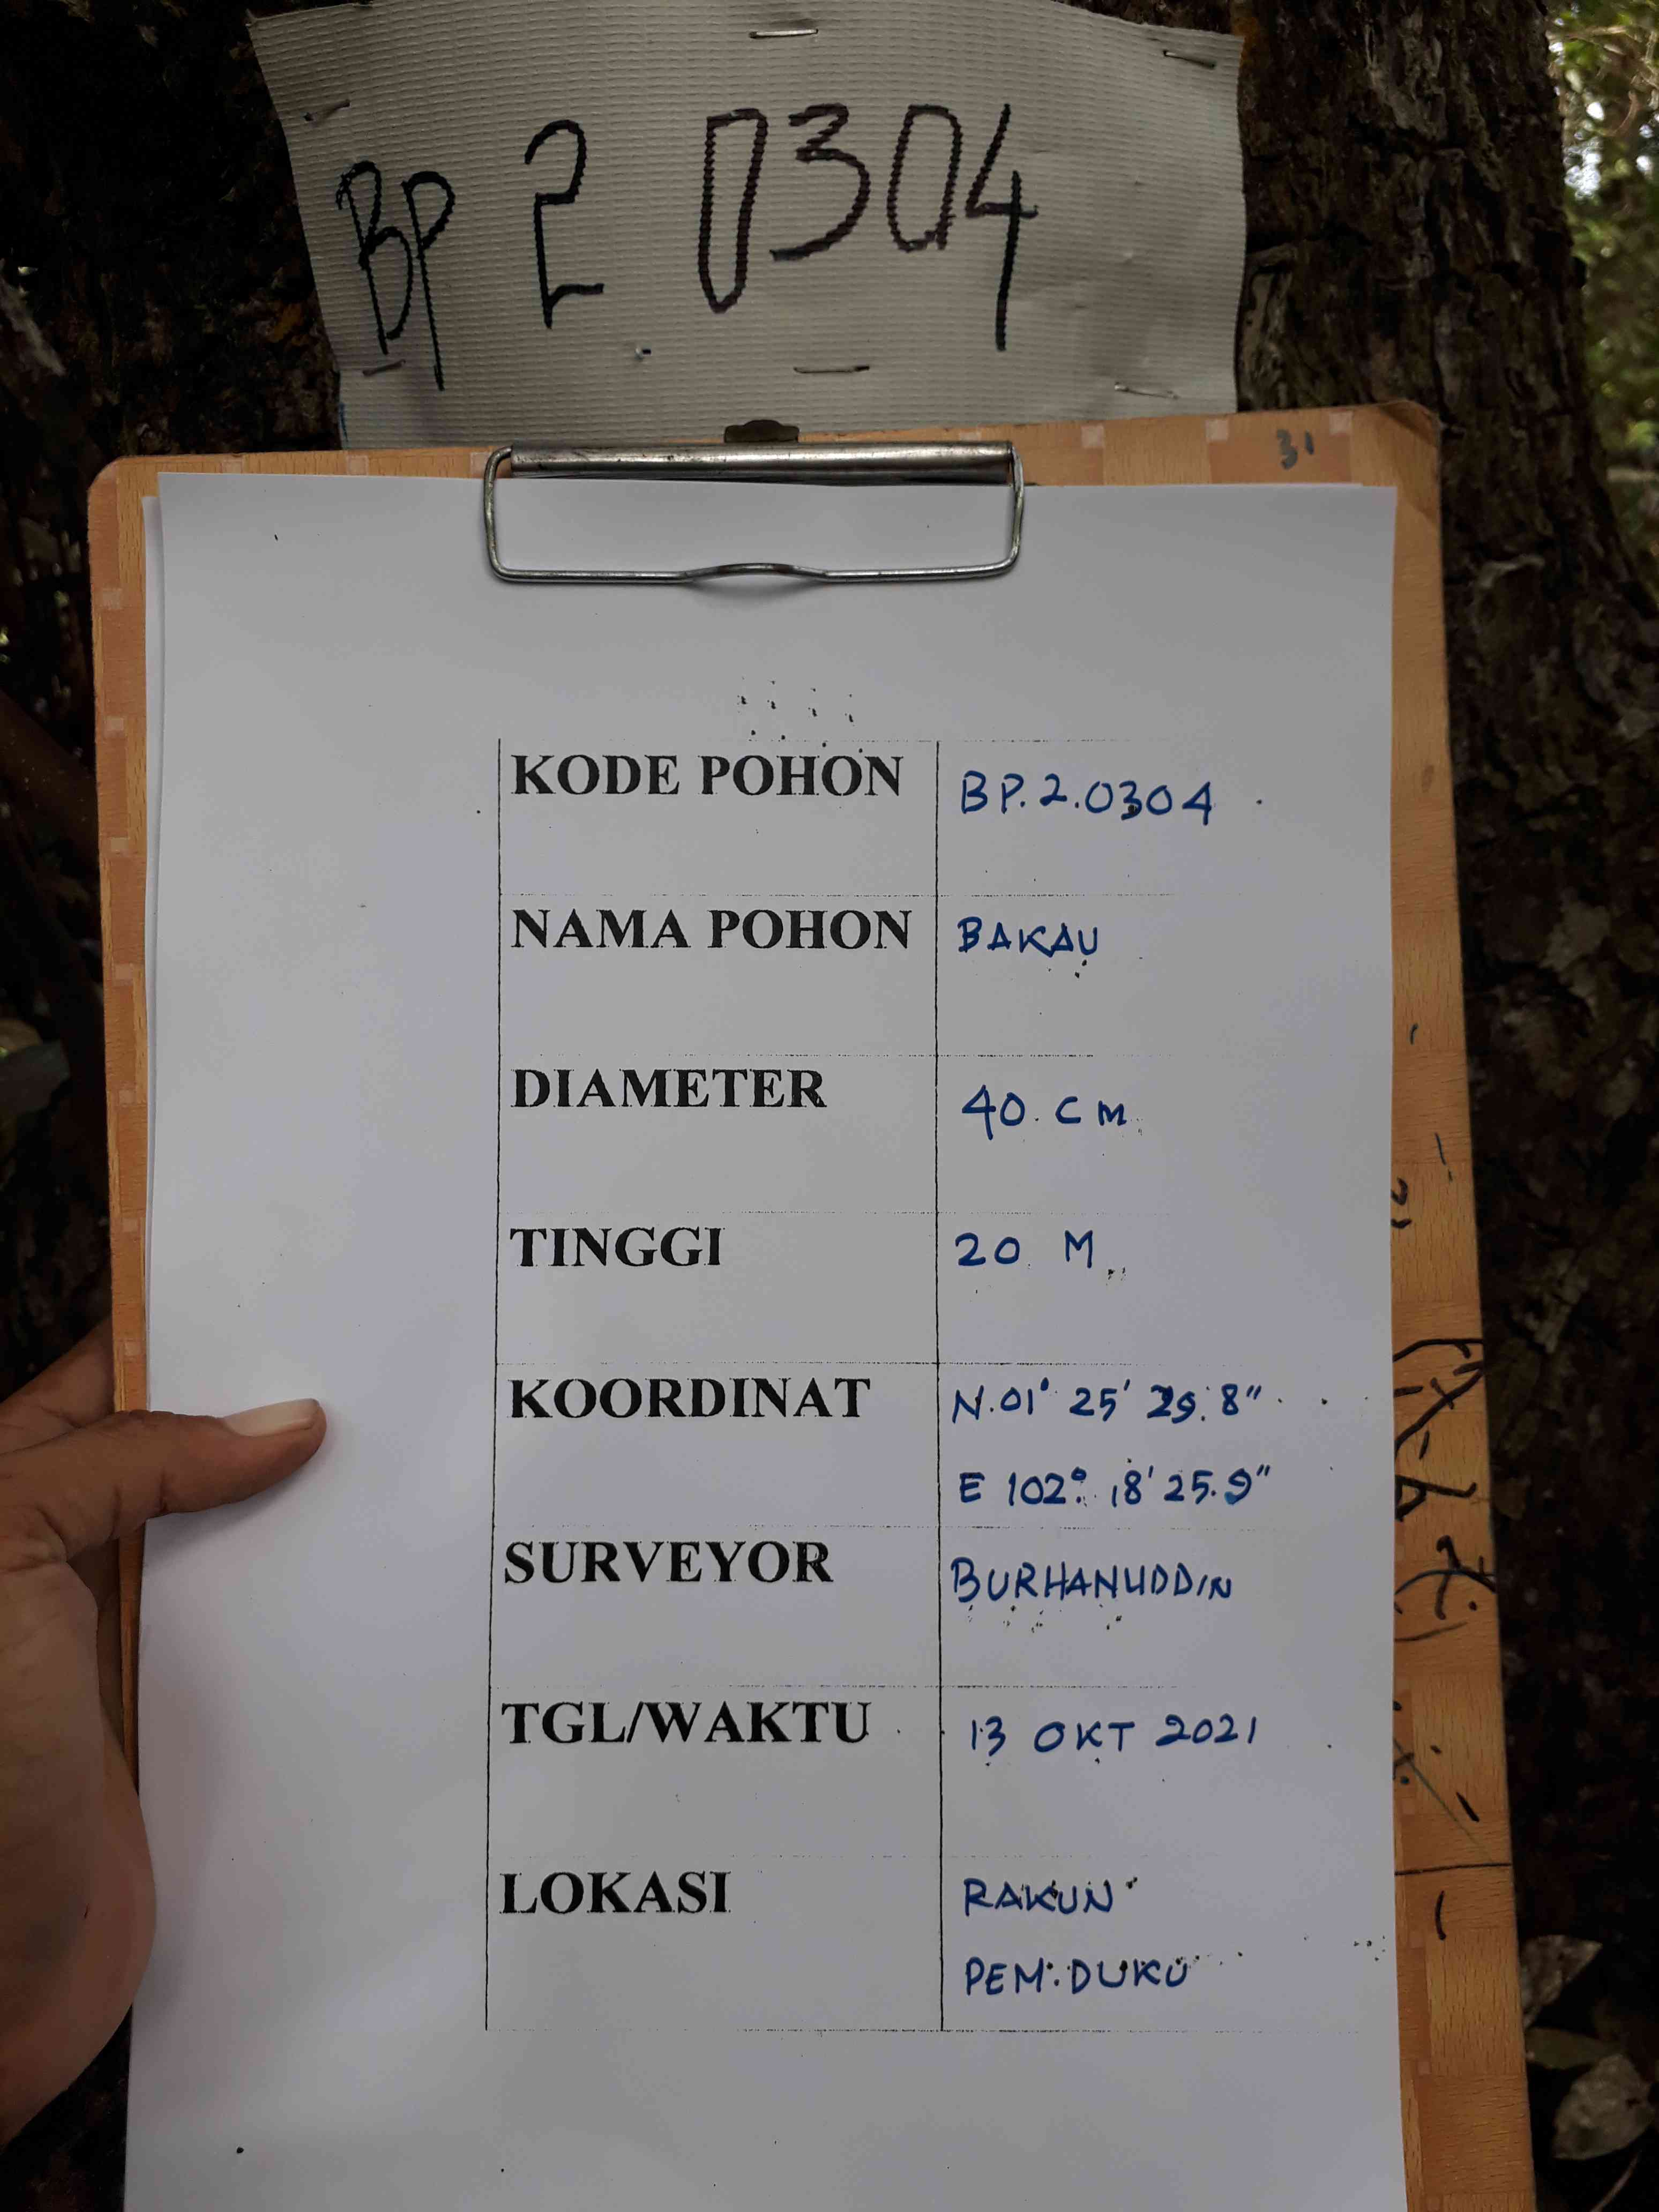 BP 2 0304
31
KODE POHON BP.2.0304
NAMA POHON BAKAU
DIAMETER 40 CM
TINGGI 20 M
KOORDINAT N.01° 25' 29.8"
E 102° 18' 25.9"
SURVEYOR BURHANUDDIN
TGL/WAKTU 13 OKT 2021
LOKASI RAKUN
PEM.DUKU